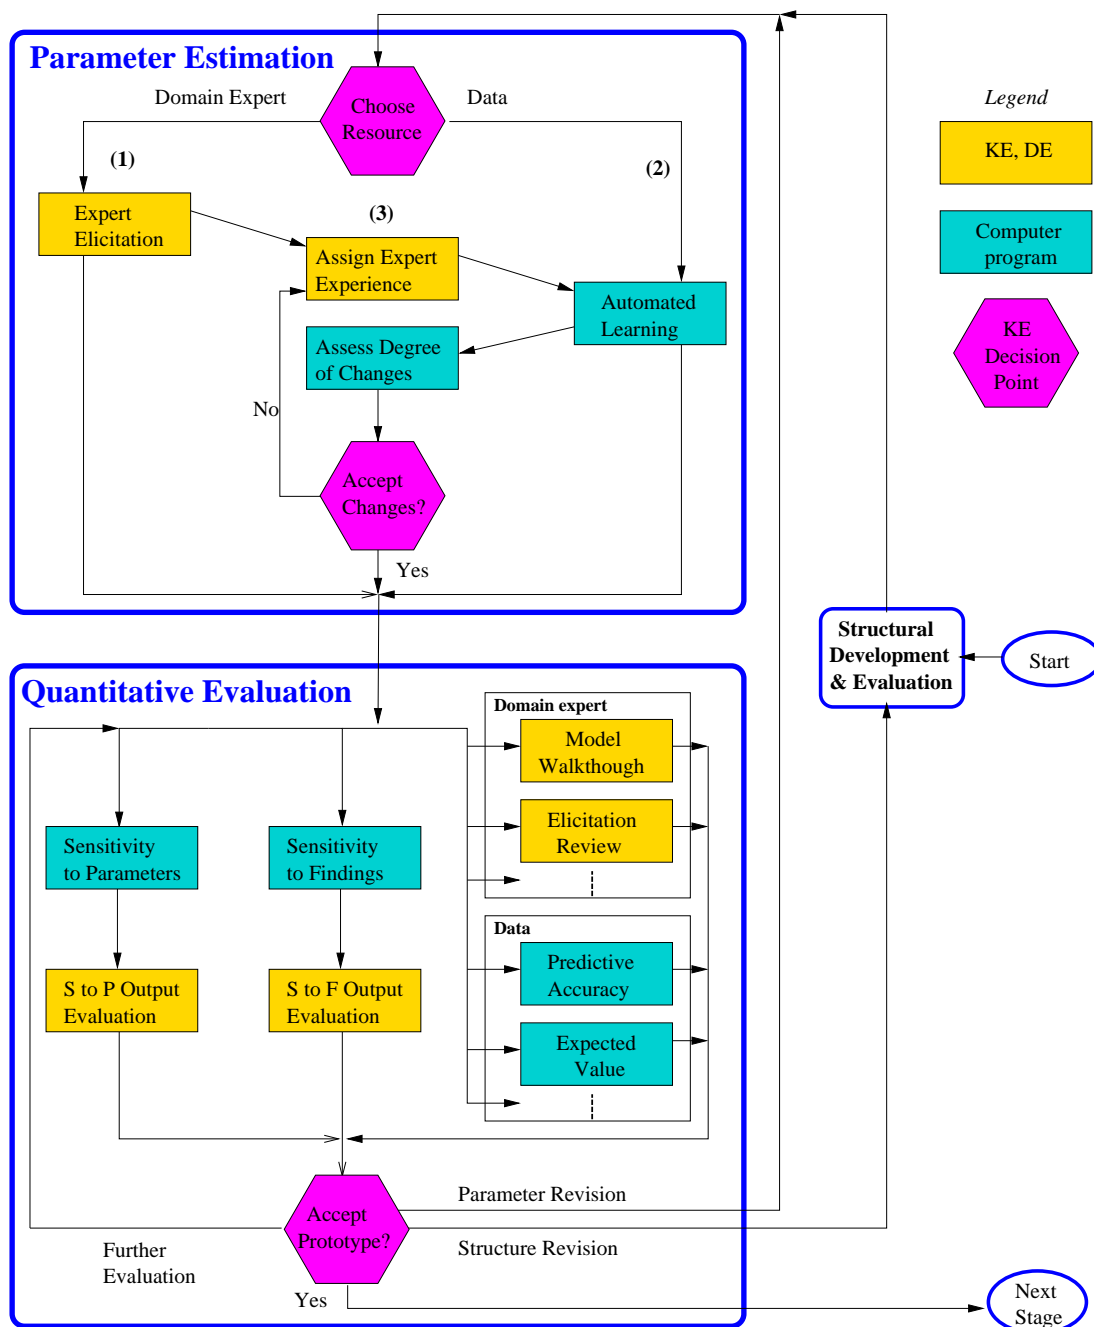 Parameter Estimation
Domain Expert
Data
Choose
Resource
(1)
(2)
(3)
Expert
Elicitation
Assign Expert
Experience
Automated
Learning
Assess Degree
of Changes
No
Accept
Changes?
Yes
Legend
KE, DE
Computer
program
KE
Decision
Point
Structural
Development
& Evaluation
Start
Quantitative Evaluation
Domain expert
Model
Walkthough
Elicitation
Review
Sensitivity
to Parameters
Sensitivity
to Findings
Data
Predictive
Accuracy
S to P Output
Evaluation
S to F Output
Evaluation
Expected
Value
Accept
Prototype?
Parameter Revision
Structure Revision
Further
Evaluation
Yes
Next
Stage